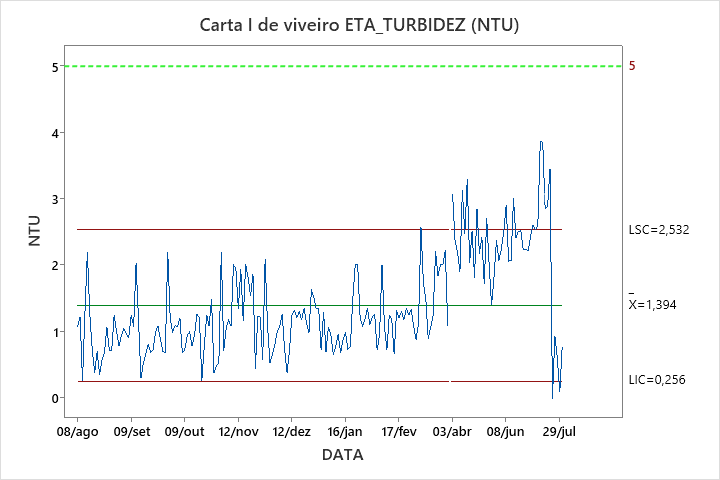 Carta I de viveiro ETA_TURBIDEZ (NTU)
5
5
4
3
LSC=2,532
NTU
2
_
X=1,394
1
LIC=0,256
0
08/ago 09/set 09/out 12/nov 12/dez 16/jan 17/fev 03/abr 08/jun 29/jul
DATA